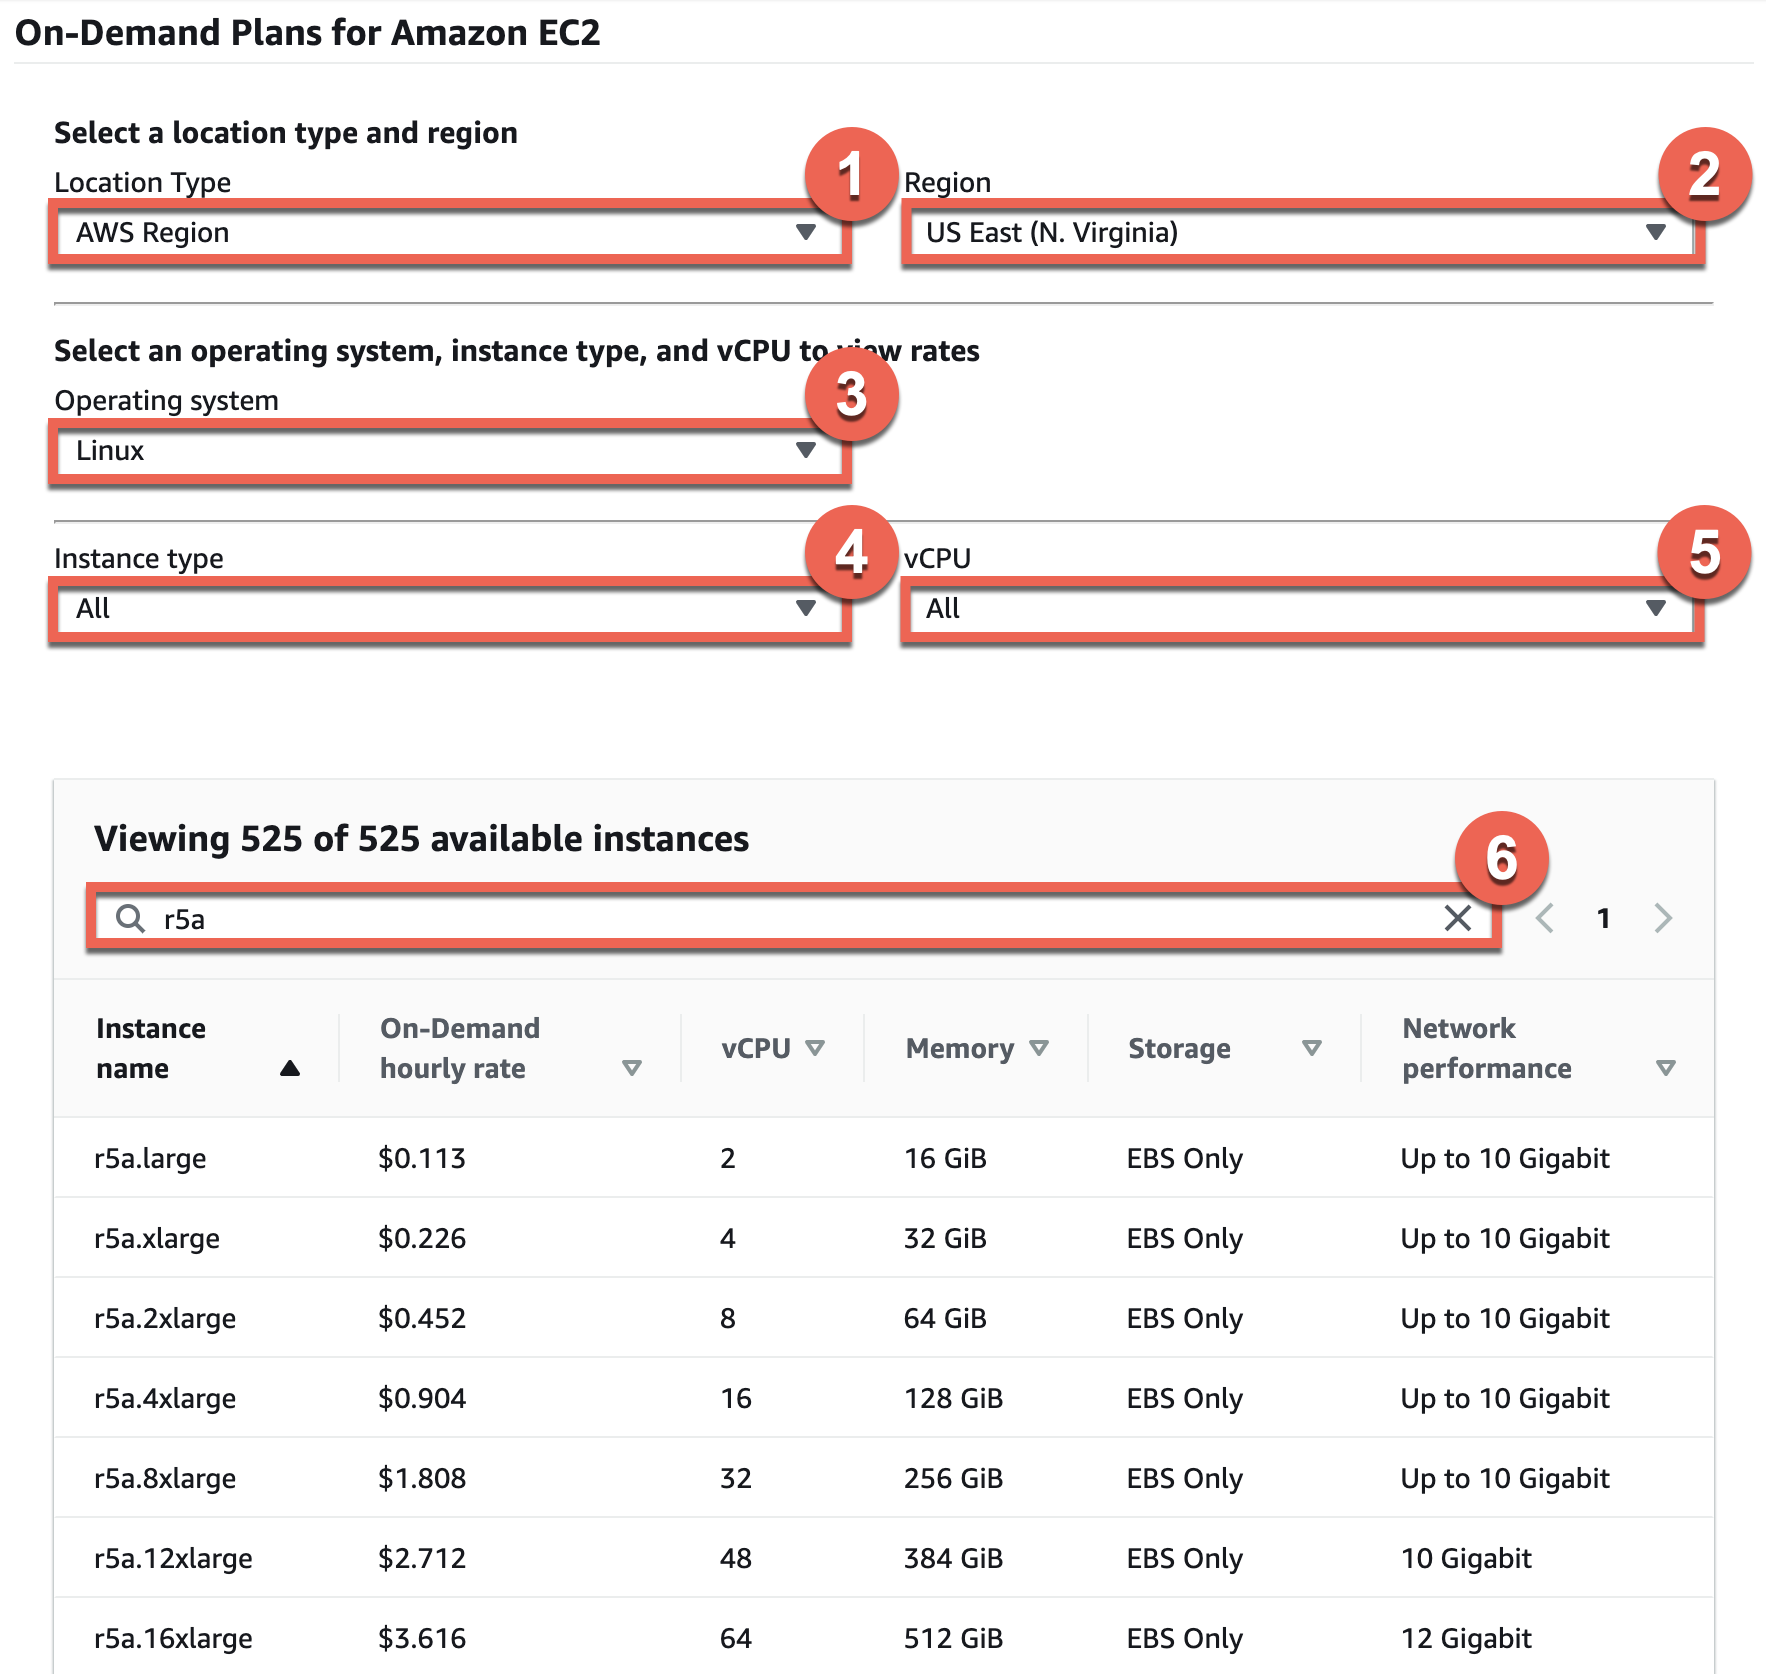 On-Demand Plans for Amazon EC2
Select a location type and region
Location Type
1
Region
2
AWS Region
US East (N. Virginia)
Select an operating system, instance type, and vCPU to view rates
Operating system
3
Linux
Instance type
4
vCPU
5
All
All
Viewing 525 of 525 available instances
6
r5a
1
Instance name
On-Demand hourly rate
vCPU
Memory
Storage
Network performance
r5a.large $0.113 2 16 GiB EBS Only Up to 10 Gigabit
r5a.xlarge $0.226 4 32 GiB EBS Only Up to 10 Gigabit
r5a.2xlarge $0.452 8 64 GiB EBS Only Up to 10 Gigabit
r5a.4xlarge $0.904 16 128 GiB EBS Only Up to 10 Gigabit
r5a.8xlarge $1.808 32 256 GiB EBS Only Up to 10 Gigabit
r5a.12xlarge $2.712 48 384 GiB EBS Only 10 Gigabit
r5a.16xlarge $3.616 64 512 GiB EBS Only 12 Gigabit